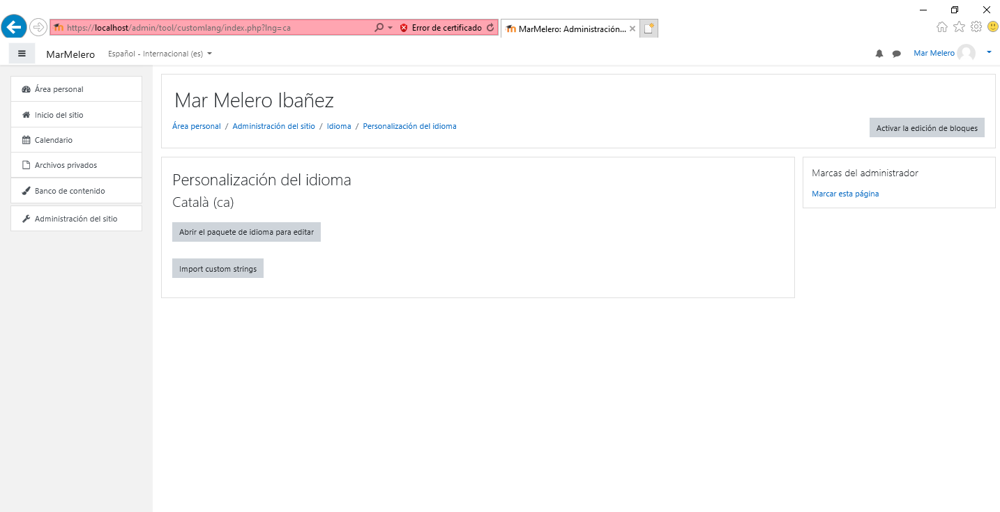 https://localhost/admin/tool/customlang/index.php?lng=ca
Error de certificado
MarMelero: Administración...
MarMelero
Español - Internacional (es)
Mar Melero
Área personal
Inicio del sitio
Calendario
Archivos privados
Banco de contenido
Administración del sitio
Mar Melero Ibañez
Área personal / Administración del sitio / Idioma / Personalización del idioma
Activar la edición de bloques
Personalización del idioma
Català (ca)
Abrir el paquete de idioma para editar
Import custom strings
Marcas del administrador
Marcar esta página